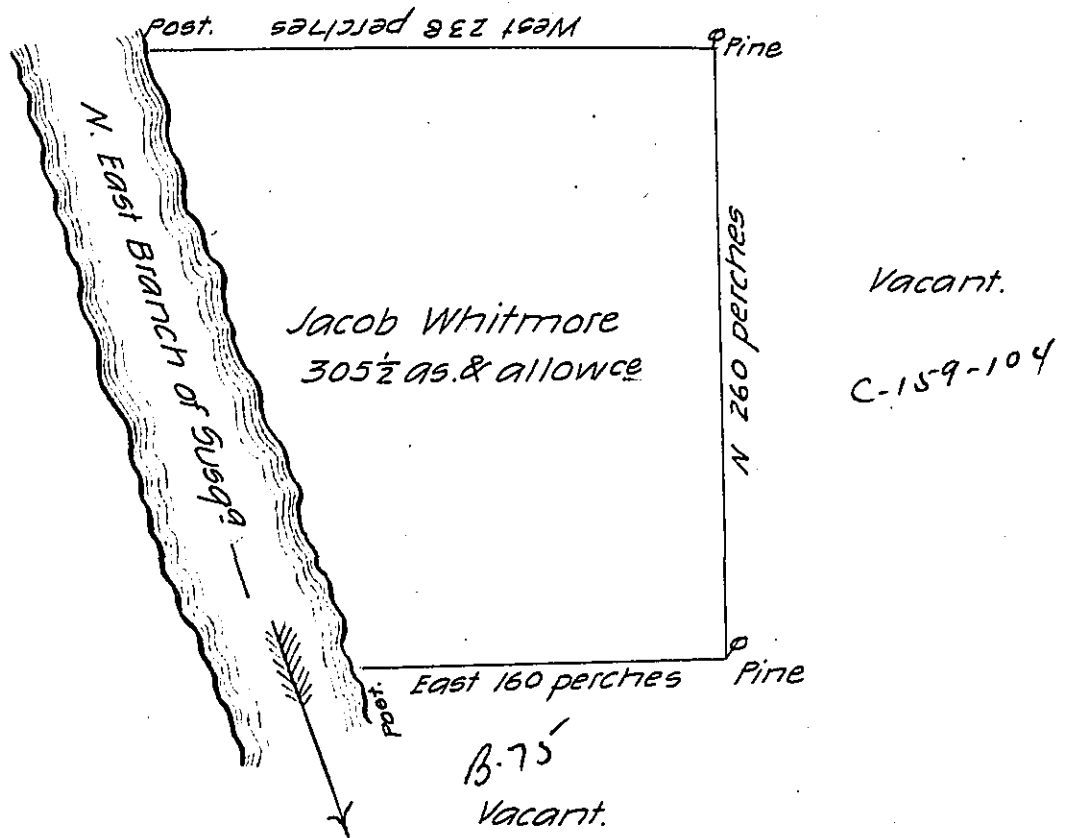 Post. West 238 perches
Pine
N. East Branch of Susqa
Jacob Whitmore
305½ as. & allowce
N 260 perches
Vacant.
C-159-104
Post.
East 160 perches
Pine
B-75
Vacant.